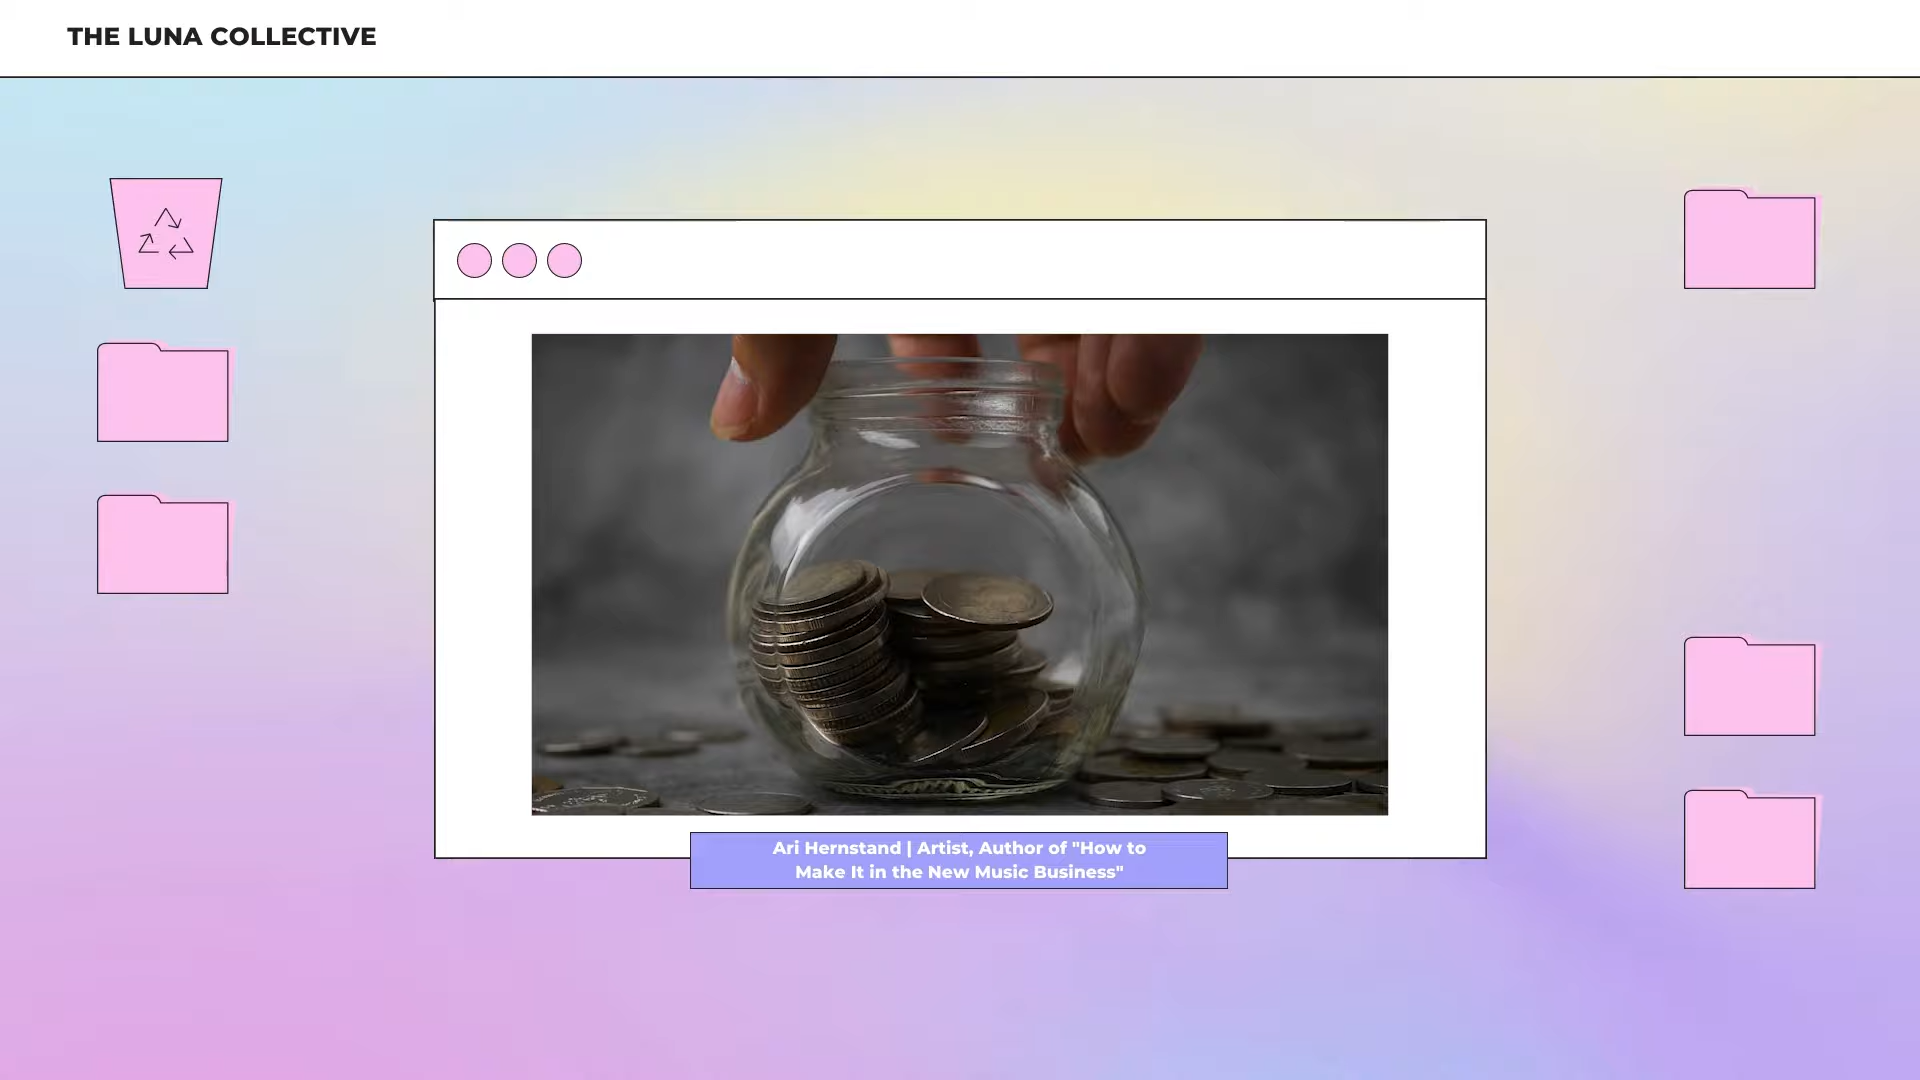 THE LUNA COLLECTIVE
Ari Hernstand | Artist, Author of "How to
Make It in the New Music Business"